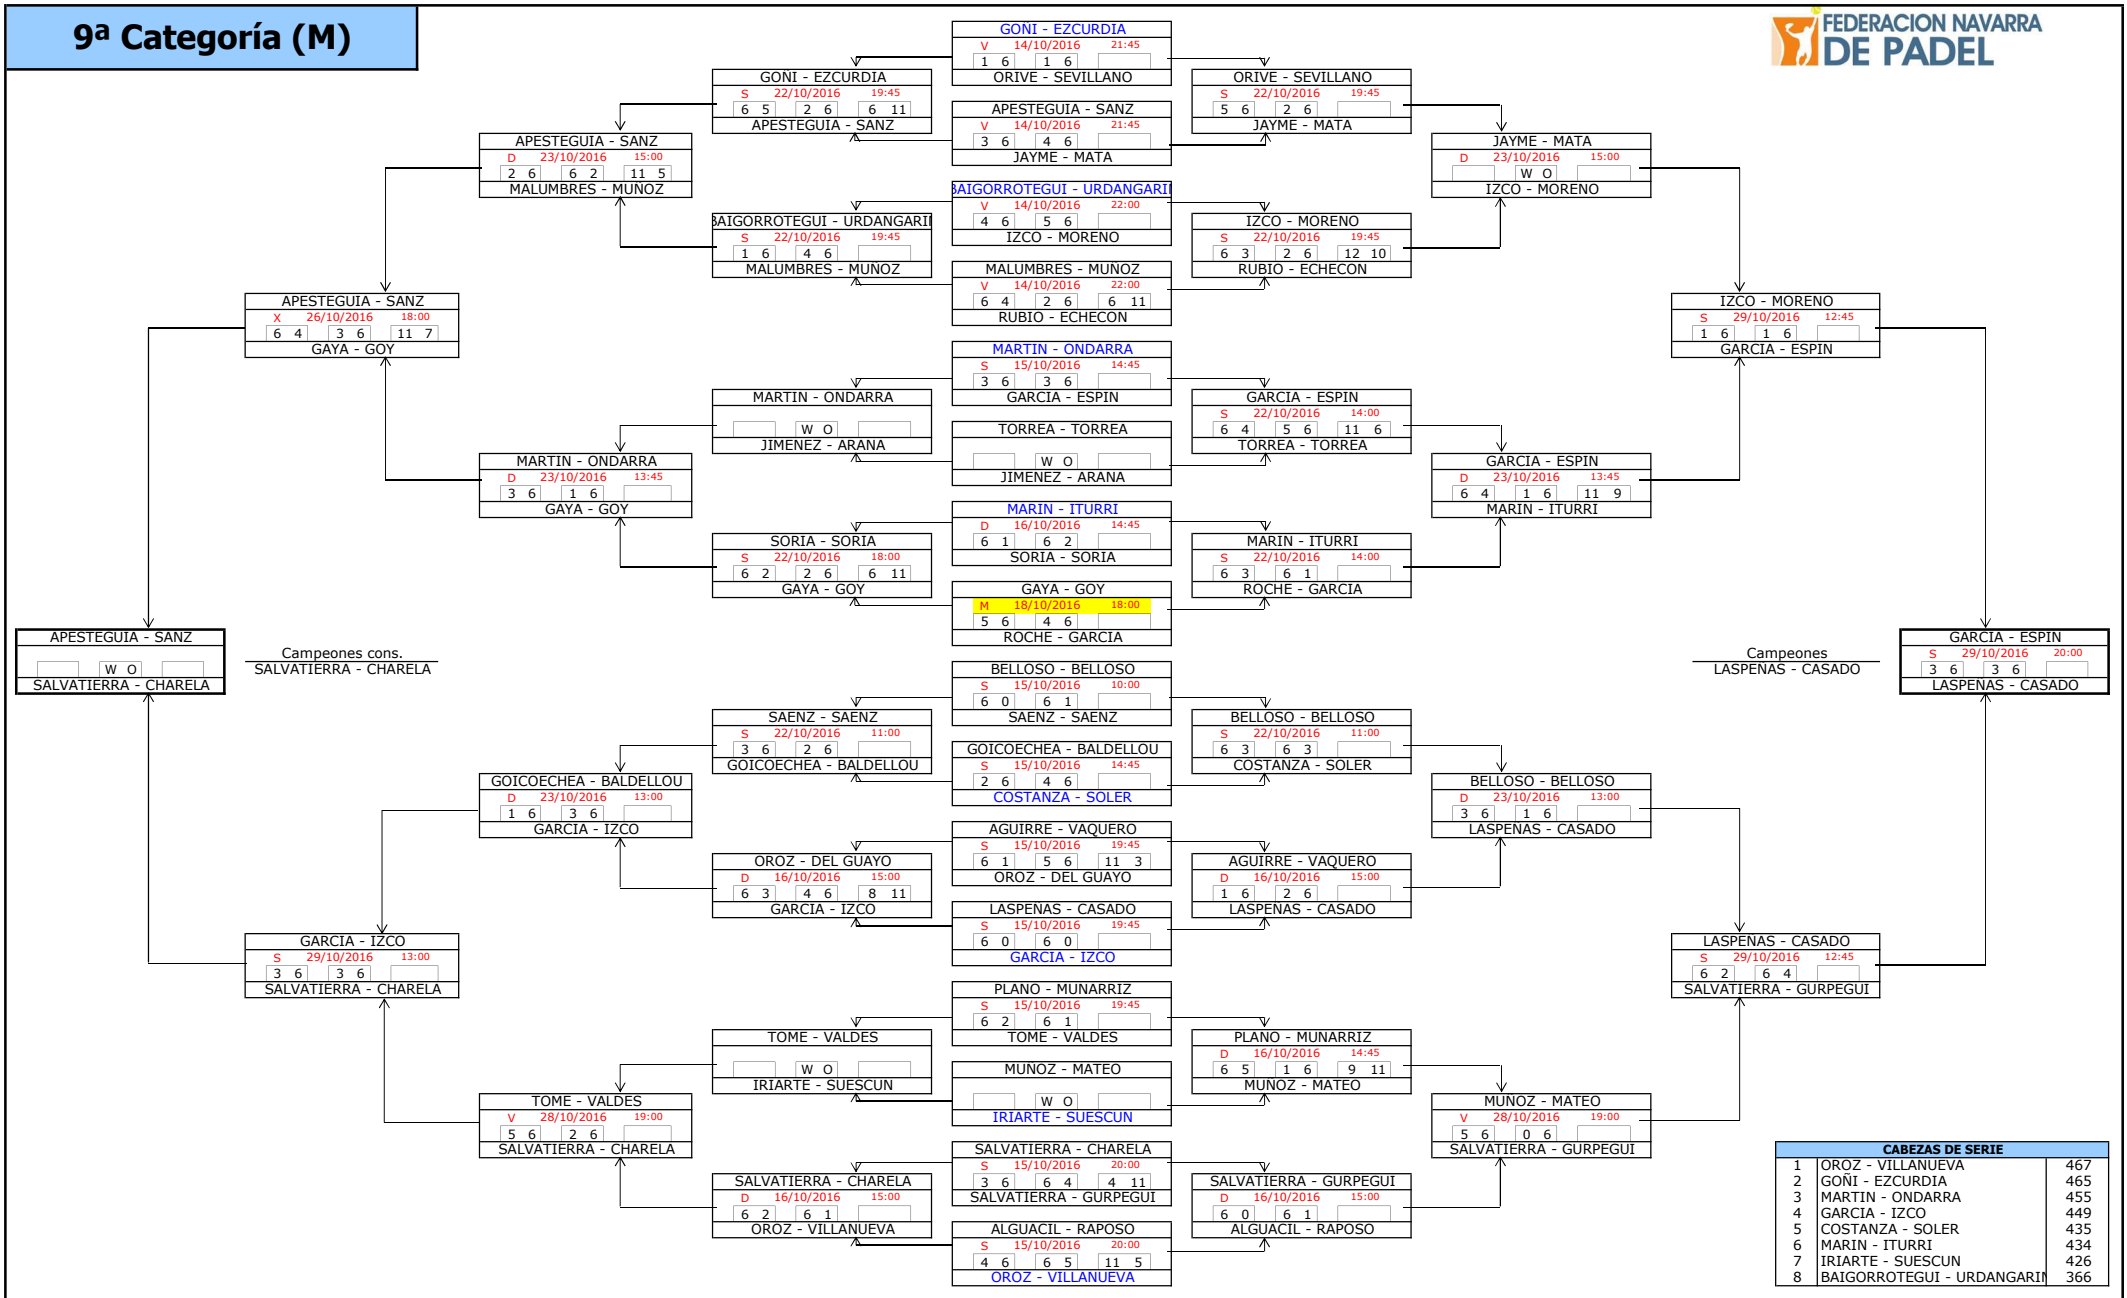 9ª Categoría (M)
FEDERACION NAVARRA
DE PADEL
APESTEGUIA - SANZ
W O
SALVATIERRA - CHARELA
Campeones cons.
SALVATIERRA - CHARELA
APESTEGUIA - SANZ
X 26/10/2016 18:00
6 4 3 6 11 7
GAYA - GOY
GARCIA - IZCO
S 29/10/2016 13:00
3 6 3 6
SALVATIERRA - CHARELA
APESTEGUIA - SANZ
D 23/10/2016 15:00
2 6 6 2 11 5
MALUMBRES - MUÑOZ
MARTIN - ONDARRA
D 23/10/2016 13:45
3 6 1 6
GAYA - GOY
GOICOECHEA - BALDELLOU
D 23/10/2016 13:00
1 6 3 6
GARCIA - IZCO
TOME - VALDES
V 28/10/2016 19:00
5 6 2 6
SALVATIERRA - CHARELA
GOÑI - EZCURDIA
S 22/10/2016 19:45
6 5 2 6 6 11
APESTEGUIA - SANZ
BAIGORROTEGUI - URDANGARIN
S 22/10/2016 19:45
1 6 4 6
MALUMBRES - MUÑOZ
MARTIN - ONDARRA
W O
JIMENEZ - ARANA
SORIA - SORIA
S 22/10/2016 18:00
6 2 2 6 6 11
GAYA - GOY
SAENZ - SAENZ
S 22/10/2016 11:00
3 6 2 6
GOICOECHEA - BALDELLOU
OROZ - DEL GUAYO
D 16/10/2016 15:00
6 3 4 6 8 11
GARCIA - IZCO
TOME - VALDES
W O
IRIARTE - SUESCUN
SALVATIERRA - CHARELA
D 16/10/2016 15:00
6 2 6 1
OROZ - VILLANUEVA
GOÑI - EZCURDIA
V 14/10/2016 21:45
1 6 1 6
ORIVE - SEVILLANO
APESTEGUIA - SANZ
V 14/10/2016 21:45
3 6 4 6
JAYME - MATA
BAIGORROTEGUI - URDANGARIN
V 14/10/2016 22:00
4 6 5 6
IZCO - MORENO
MALUMBRES - MUÑOZ
V 14/10/2016 22:00
6 4 2 6 6 11
RUBIO - ECHECON
MARTIN - ONDARRA
S 15/10/2016 14:45
3 6 3 6
GARCIA - ESPIN
TORREA - TORREA
W O
JIMENEZ - ARANA
MARIN - ITURRI
D 16/10/2016 14:45
6 1 6 2
SORIA - SORIA
GAYA - GOY
M 18/10/2016 18:00
5 6 4 6
ROCHE - GARCIA
BELLOSO - BELLOSO
S 15/10/2016 10:00
6 0 6 1
SAENZ - SAENZ
GOICOECHEA - BALDELLOU
S 15/10/2016 14:45
2 6 4 6
COSTANZA - SOLER
AGUIRRE - VAQUERO
S 15/10/2016 19:45
6 1 5 6 11 3
OROZ - DEL GUAYO
LASPEÑAS - CASADO
S 15/10/2016 19:45
6 0 6 0
GARCIA - IZCO
PLANO - MUNARRIZ
S 15/10/2016 19:45
6 2 6 1
TOME - VALDES
MUÑOZ - MATEO
W O
IRIARTE - SUESCUN
SALVATIERRA - CHARELA
S 15/10/2016 20:00
3 6 6 4 4 11
SALVATIERRA - GURPEGUI
ALGUACIL - RAPOSO
S 15/10/2016 20:00
4 6 6 5 11 5
OROZ - VILLANUEVA
ORIVE - SEVILLANO
S 22/10/2016 19:45
5 6 2 6
JAYME - MATA
IZCO - MORENO
S 22/10/2016 19:45
6 3 2 6 12 10
RUBIO - ECHECON
GARCIA - ESPIN
S 22/10/2016 14:00
6 4 5 6 11 6
TORREA - TORREA
MARIN - ITURRI
S 22/10/2016 14:00
6 3 6 1
ROCHE - GARCIA
BELLOSO - BELLOSO
S 22/10/2016 11:00
6 3 6 3
COSTANZA - SOLER
AGUIRRE - VAQUERO
D 16/10/2016 15:00
1 6 2 6
LASPEÑAS - CASADO
PLANO - MUNARRIZ
D 16/10/2016 14:45
6 5 1 6 9 11
MUÑOZ - MATEO
SALVATIERRA - GURPEGUI
D 16/10/2016 15:00
6 0 6 1
ALGUACIL - RAPOSO
JAYME - MATA
D 23/10/2016 15:00
W O
IZCO - MORENO
GARCIA - ESPIN
D 23/10/2016 13:45
6 4 1 6 11 9
MARIN - ITURRI
BELLOSO - BELLOSO
D 23/10/2016 13:00
3 6 1 6
LASPEÑAS - CASADO
MUÑOZ - MATEO
V 28/10/2016 19:00
5 6 0 6
SALVATIERRA - GURPEGUI
IZCO - MORENO
S 29/10/2016 12:45
1 6 1 6
GARCIA - ESPIN
LASPEÑAS - CASADO
S 29/10/2016 12:45
6 2 6 4
SALVATIERRA - GURPEGUI
Campeones
LASPEÑAS - CASADO
GARCIA - ESPIN
S 29/10/2016 20:00
3 6 3 6
LASPEÑAS - CASADO
CABEZAS DE SERIE
1 OROZ - VILLANUEVA 467
2 GOÑI - EZCURDIA 465
3 MARTIN - ONDARRA 455
4 GARCIA - IZCO 449
5 COSTANZA - SOLER 435
6 MARIN - ITURRI 434
7 IRIARTE - SUESCUN 426
8 BAIGORROTEGUI - URDANGARIN 366